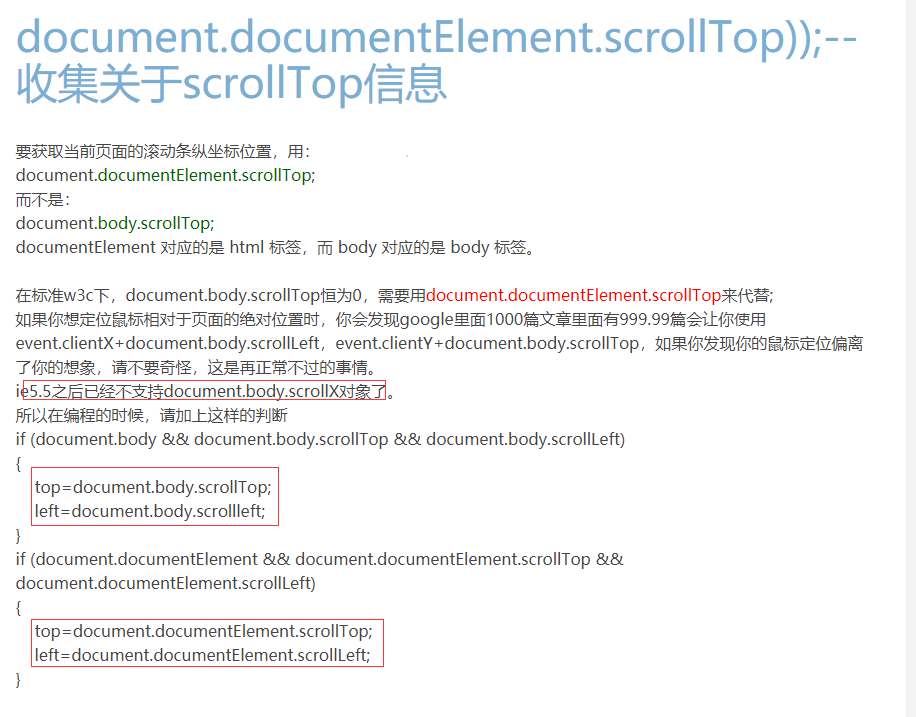 document.documentElement.scrollTop));--
收集关于scrollTop信息
要获取当前页面的滚动条纵坐标位置，用：
document.documentElement.scrollTop;
而不是：
document.body.scrollTop;
documentElement 对应的是 html 标签，而 body 对应的是 body 标签。
在标准w3c下，document.body.scrollTop恒为0，需要用document.documentElement.scrollTop来代替;
如果你想定位鼠标相对于页面的绝对位置时，你会发现google里面1000篇文章里面有999.99篇会让你使用
event.clientX+document.body.scrollLeft，event.clientY+document.body.scrollTop，如果你发现你的鼠标定位偏离
了你的想象，请不要奇怪，这是再正常不过的事情。
ie5.5之后已经不支持document.body.scrollX对象了。
所以在编程的时候，请加上这样的判断
if (document.body && document.body.scrollTop && document.body.scrollLeft)
{
top=document.body.scrollTop;
left=document.body.scrollleft;
}
if (document.documentElement && document.documentElement.scrollTop &&
document.documentElement.scrollLeft)
{
top=document.documentElement.scrollTop;
left=document.documentElement.scrollLeft;
}